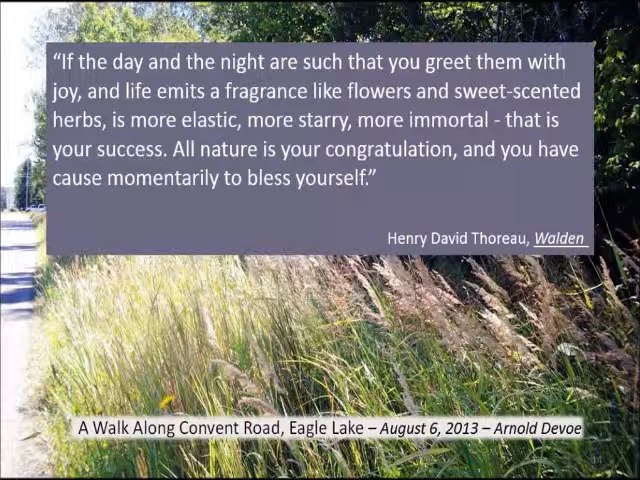 “If the day and the night are such that you greet them with
joy, and life emits a fragrance like flowers and sweet-scented
herbs, is more elastic, more starry, more immortal - that is
your success. All nature is your congratulation, and you have
cause momentarily to bless yourself.”
Henry David Thoreau, Walden
A Walk Along Convent Road, Eagle Lake – August 6, 2013 – Arnold Devoe